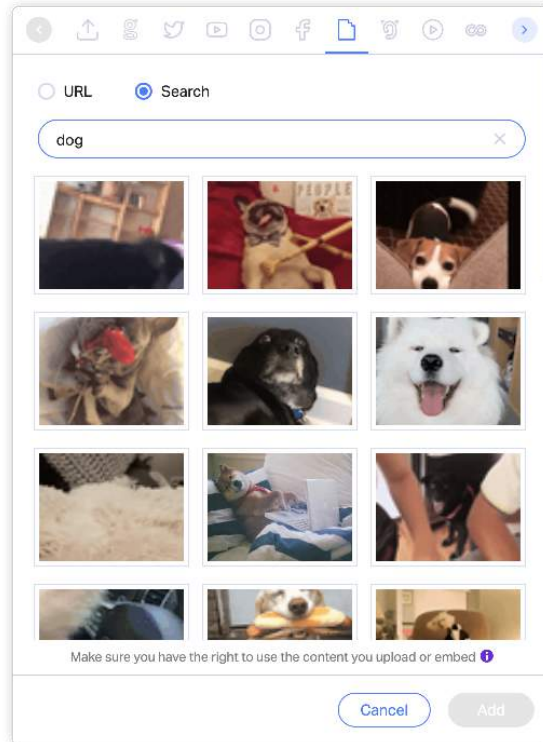 URL
Search
dog
PEOPLE
Make sure you have the right to use the content you upload or embed
Cancel
Add